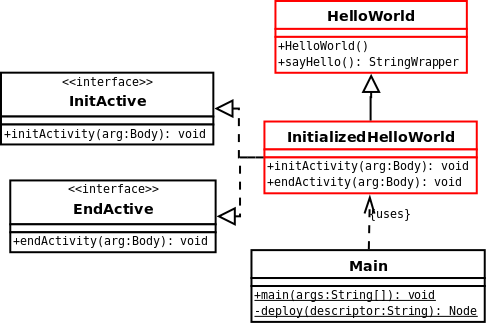 HelloWorld
+HelloWorld()
+sayHello(): StringWrapper
<<interface>>
InitActive
+initActivity(arg:Body): void
InitializedHelloWorld
+initActivity(arg:Body): void
+endActivity(arg:Body): void
<<interface>>
EndActive
+endActivity(arg:Body): void
{uses}
Main
+main(args:String[]): void
-deploy(descriptor:String): Node